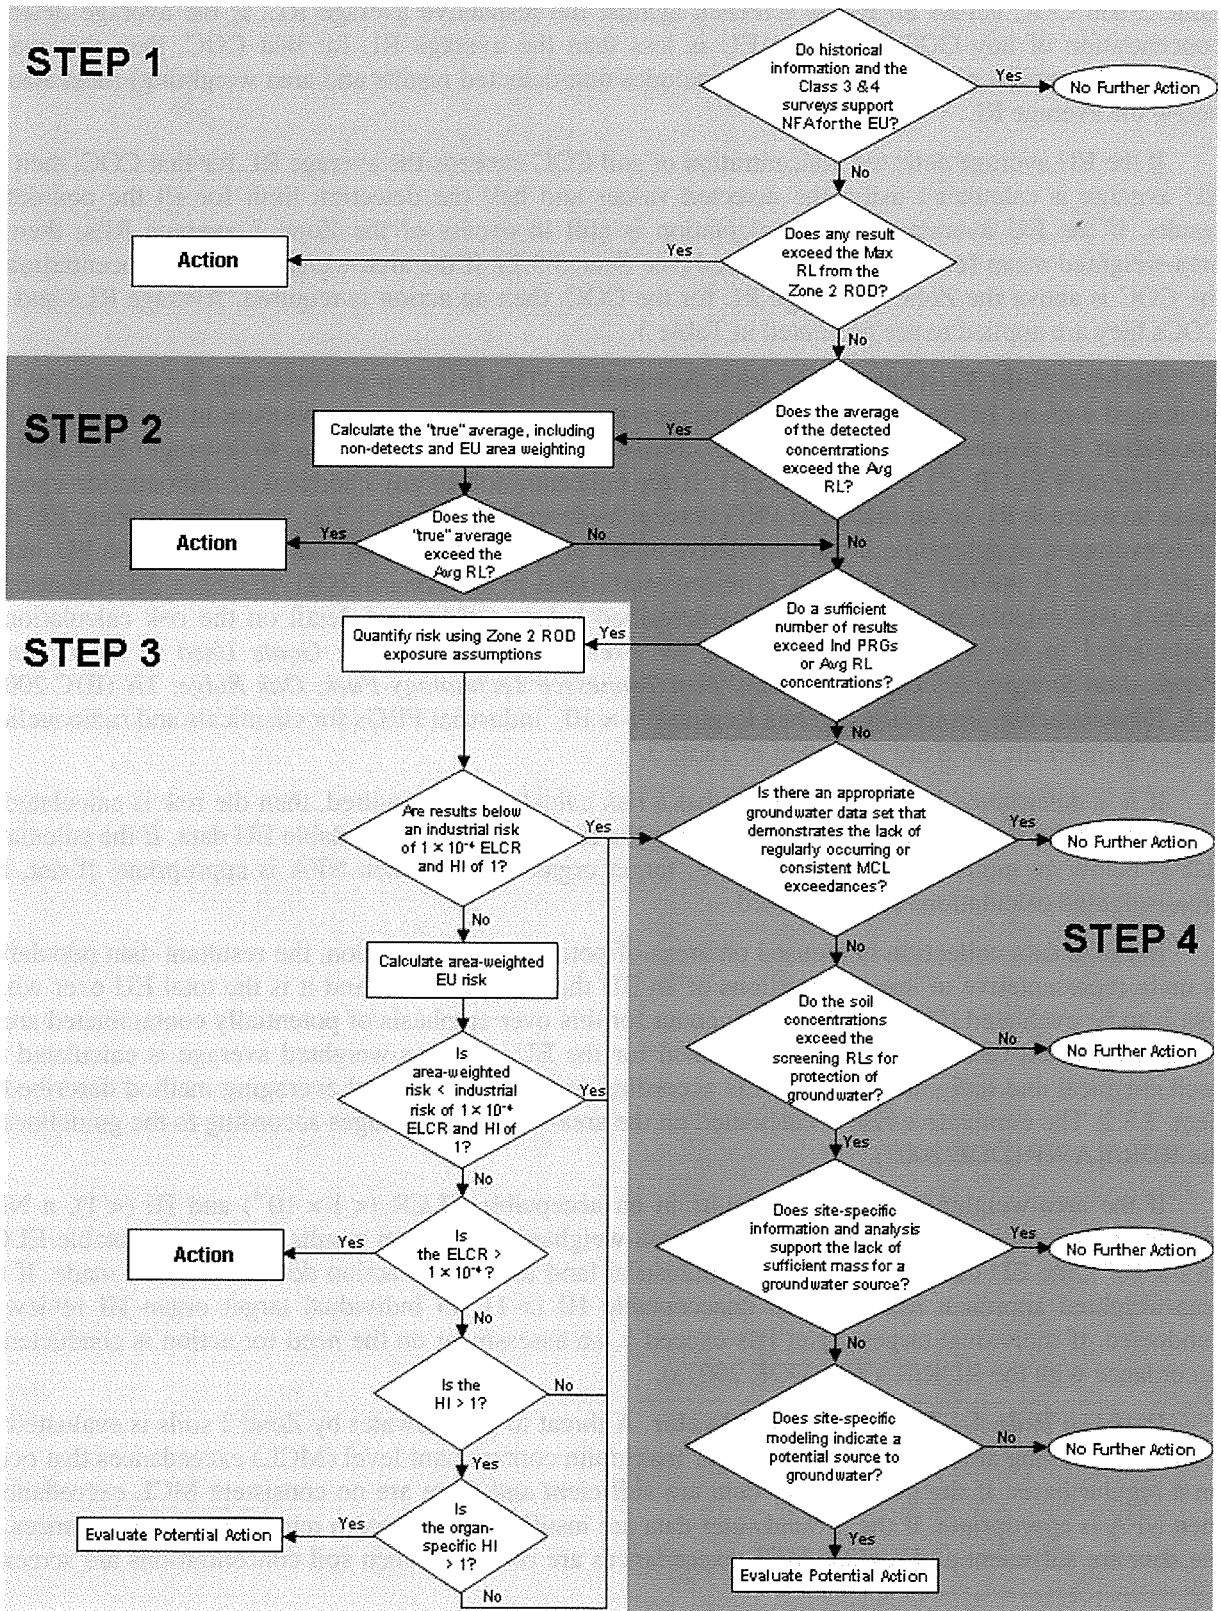 STEP 1
Do historical
information and the
Class 3 & 4
surveys support
NFA for the EU?
Yes
No Further Action
No
Does any result
exceed the Max
RL from the
Zone 2 ROD?
Yes
Action
No
STEP 2
Does the average
of the detected
concentrations
exceed the Avg
RL?
Yes
Calculate the "true" average, including
non-detects and EU area weighting
Does the
"true" average
exceed the
Avg RL?
Yes
Action
No
No
Do a sufficient
number of results
exceed Ind PRGs
or Avg RL
concentrations?
Yes
No
STEP 3
Quantify risk using Zone 2 ROD
exposure assumptions
Are results below
an industrial risk
of 1 × 10⁻⁴ ELCR
and HI of 1?
Yes
No
Calculate area-weighted
EU risk
Is
area-weighted
risk < industrial
risk of 1 × 10⁻⁴
ELCR and HI of
1?
Yes
No
Is
the ELCR >
1 × 10⁻⁴?
Yes
Action
No
Is the
HI > 1?
No
Yes
Is
the organ-
specific HI
> 1?
Yes
Evaluate Potential Action
No
STEP 4
Is there an appropriate
groundwater data set that
demonstrates the lack of
regularly occurring or
consistent MCL
exceedances?
Yes
No Further Action
No
Do the soil
concentrations
exceed the
screening RLs for
protection of
groundwater?
No
No Further Action
Yes
Does site-specific
information and analysis
support the lack of
sufficient mass for a
groundwater source?
Yes
No Further Action
No
Does site-specific
modeling indicate a
potential source to
groundwater?
No
No Further Action
Yes
Evaluate Potential Action